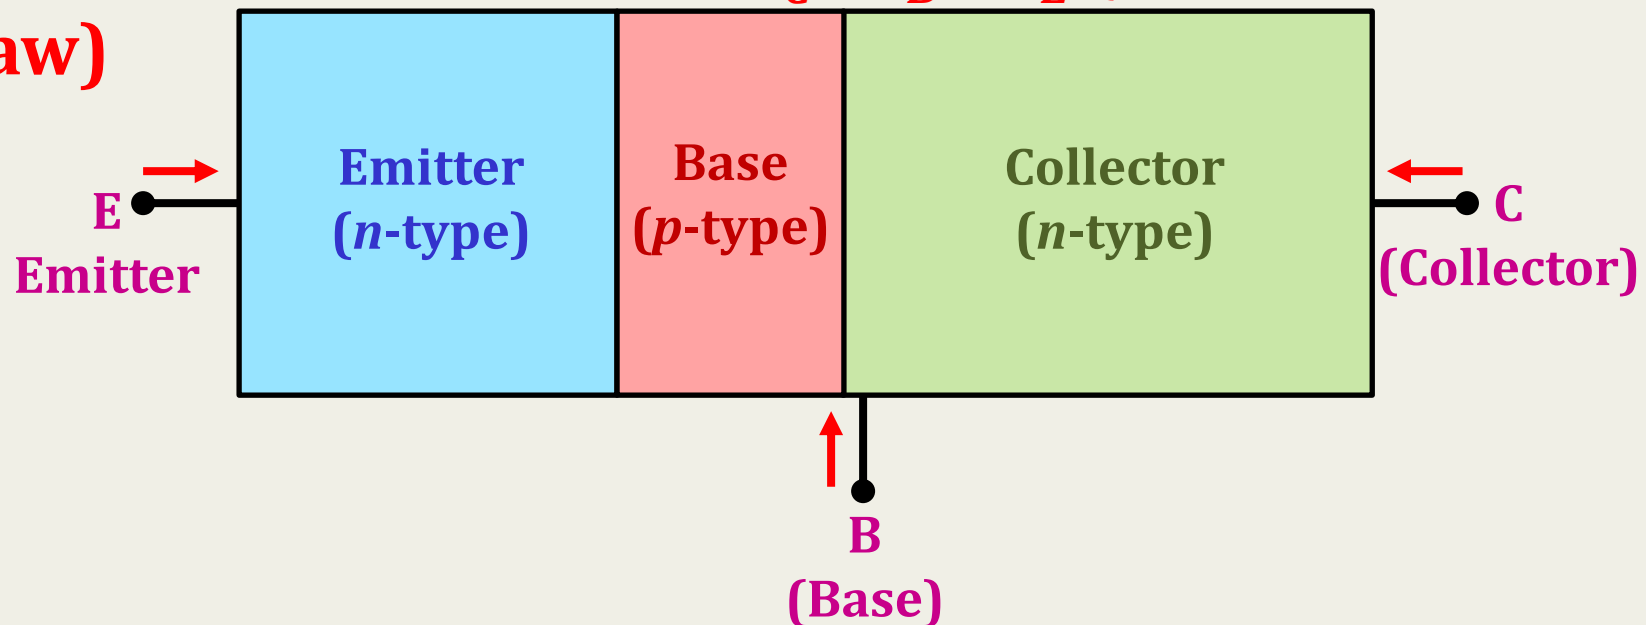 aw)
Emitter
(n-type)
Base
(p-type)
Collector
(n-type)
E
Emitter
C
(Collector)
B
(Base)